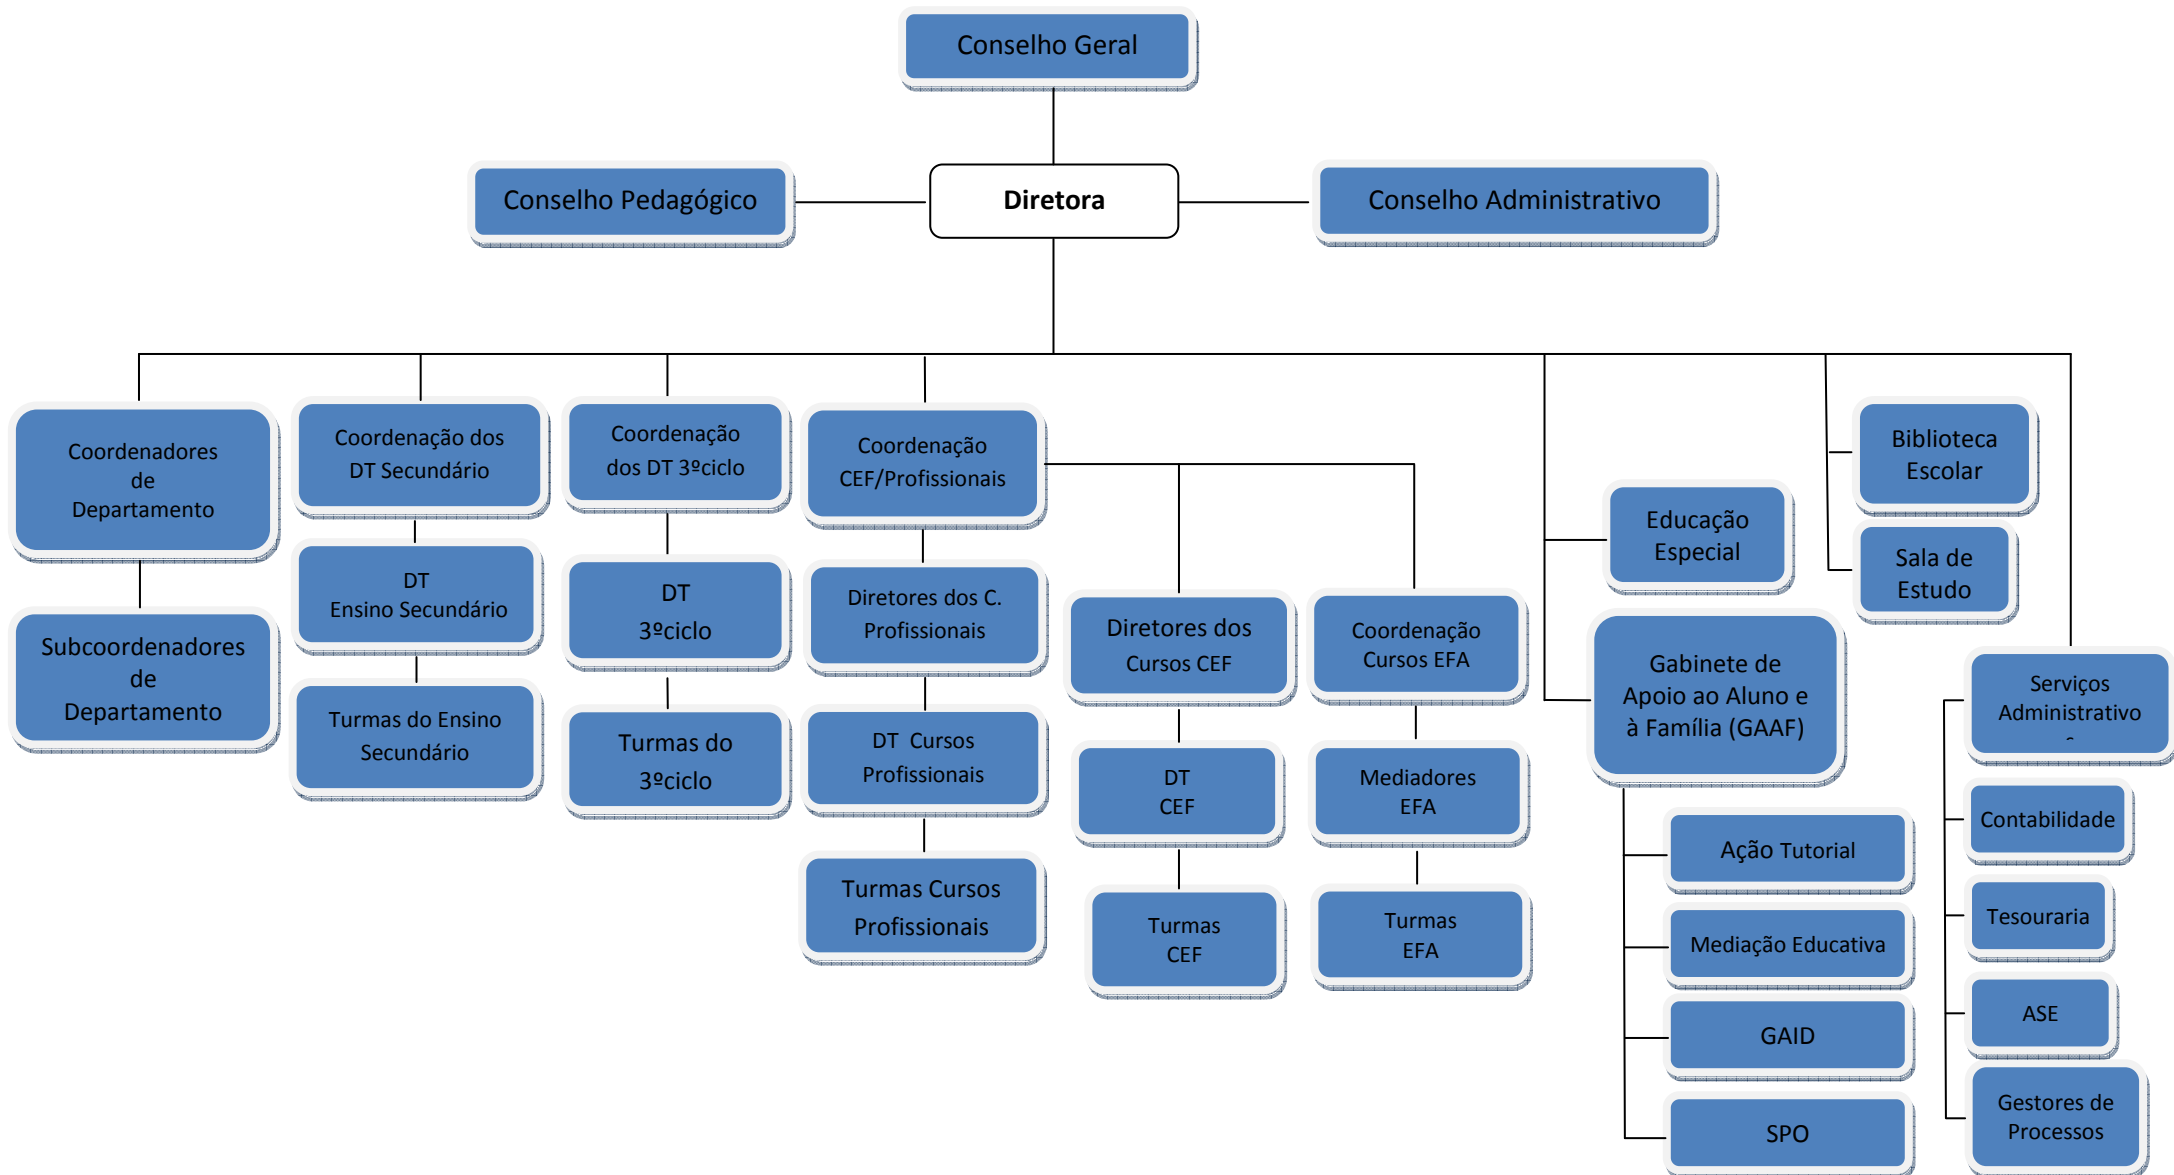 Conselho Geral
Conselho Pedagógico
Diretora
Conselho Administrativo
Coordenadores
de
Departamento
Subcoordenadores
de
Departamento
Coordenação dos
DT Secundário
DT
Ensino Secundário
Turmas do Ensino
Secundário
Coordenação
dos DT 3ºciclo
DT
3ºciclo
Turmas do
3ºciclo
Coordenação
CEF/Profissionais
Diretores dos C.
Profissionais
DT Cursos
Profissionais
Turmas Cursos
Profissionais
Diretores dos
Cursos CEF
DT
CEF
Turmas
CEF
Coordenação
Cursos EFA
Mediadores
EFA
Turmas
EFA
Educação
Especial
Gabinete de
Apoio ao Aluno e
à Família (GAAF)
Ação Tutorial
Mediação Educativa
GAID
SPO
Biblioteca
Escolar
Sala de
Estudo
Serviços
Administrativo
s
Contabilidade
Tesouraria
ASE
Gestores de
Processos